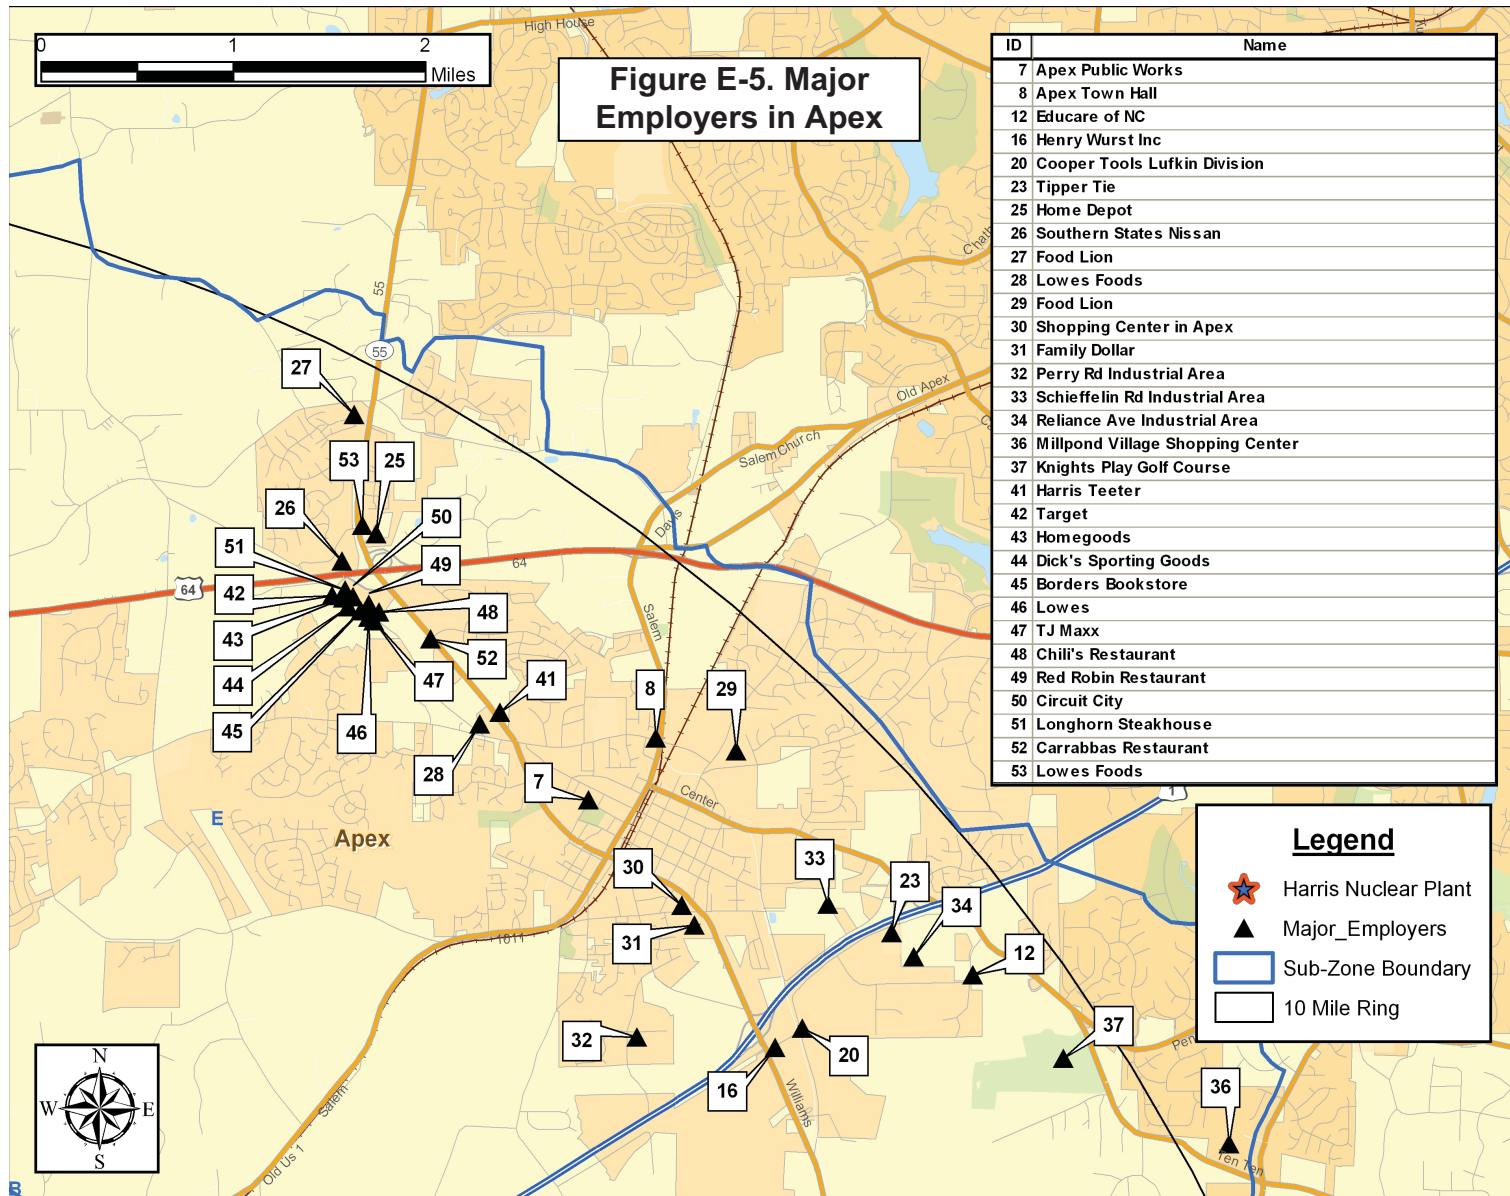 High House
0 1 2
Miles
Figure E-5. Major
Employers in Apex
ID Name
7 Apex Public Works
8 Apex Town Hall
12 Educare of NC
16 Henry Wurst Inc
20 Cooper Tools Lufkin Division
23 Tipper Tie
25 Home Depot
26 Southern States Nissan
27 Food Lion
28 Lowes Foods
29 Food Lion
30 Shopping Center in Apex
31 Family Dollar
32 Perry Rd Industrial Area
33 Schieffelin Rd Industrial Area
34 Reliance Ave Industrial Area
36 Millpond Village Shopping Center
37 Knights Play Golf Course
41 Harris Teeter
42 Target
43 Homegoods
44 Dick's Sporting Goods
45 Borders Bookstore
46 Lowes
47 TJ Maxx
48 Chili's Restaurant
49 Red Robin Restaurant
50 Circuit City
51 Longhorn Steakhouse
52 Carrabbas Restaurant
53 Lowes Foods
55
55
27
Old Apex
Salem Church
53
25
26
50
Davis
51
49
64
64
42
48
Salem
43
52
44
47
41
8
29
45
46
28
7
Center
1
E
Apex
30
33
23
34
31
1011
12
32
20
37
16
Williams
36
Salem
Old Us 1
Ten Ten
B
Legend
Harris Nuclear Plant
Major_Employers
Sub-Zone Boundary
10 Mile Ring
N
W E
S